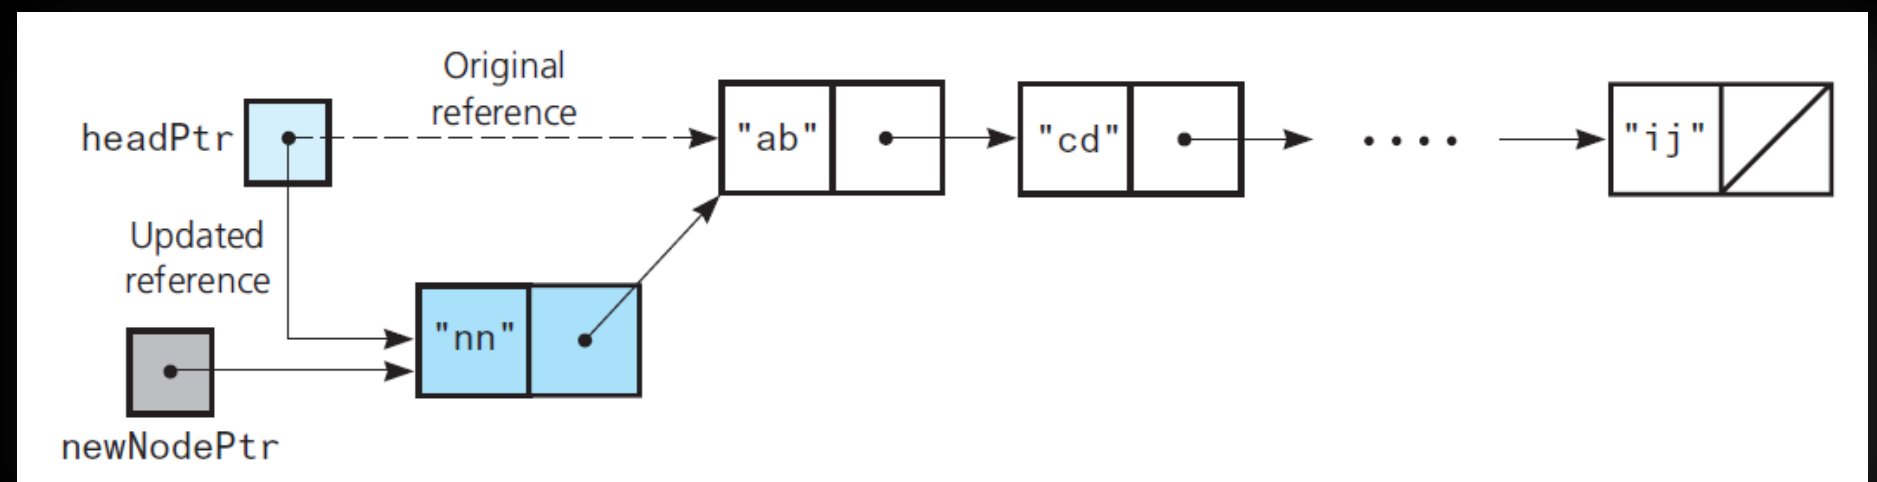 Original
reference
headPtr
"ab"
"cd"
"ij"
Updated
reference
"nn"
newNodePtr